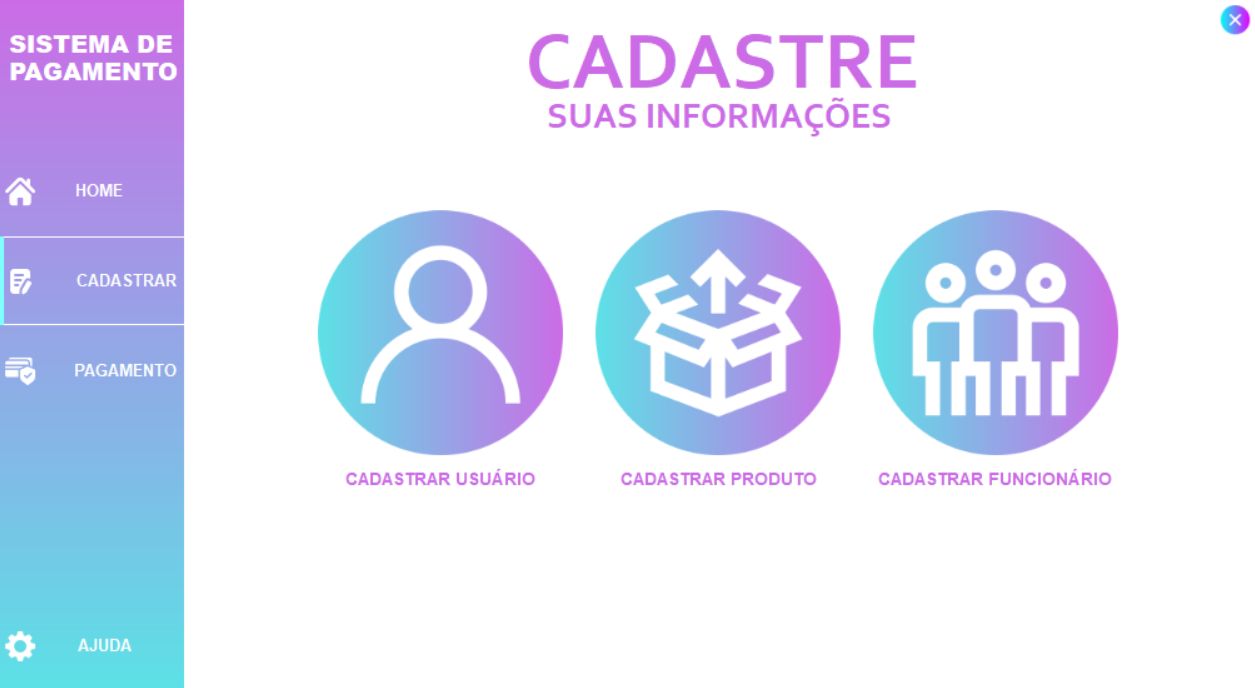 SISTEMA DE
PAGAMENTO
HOME
CADASTRAR
PAGAMENTO
AJUDA
CADASTRE
SUAS INFORMAÇÕES
CADASTRAR USUÁRIO
CADASTRAR PRODUTO
CADASTRAR FUNCIONÁRIO